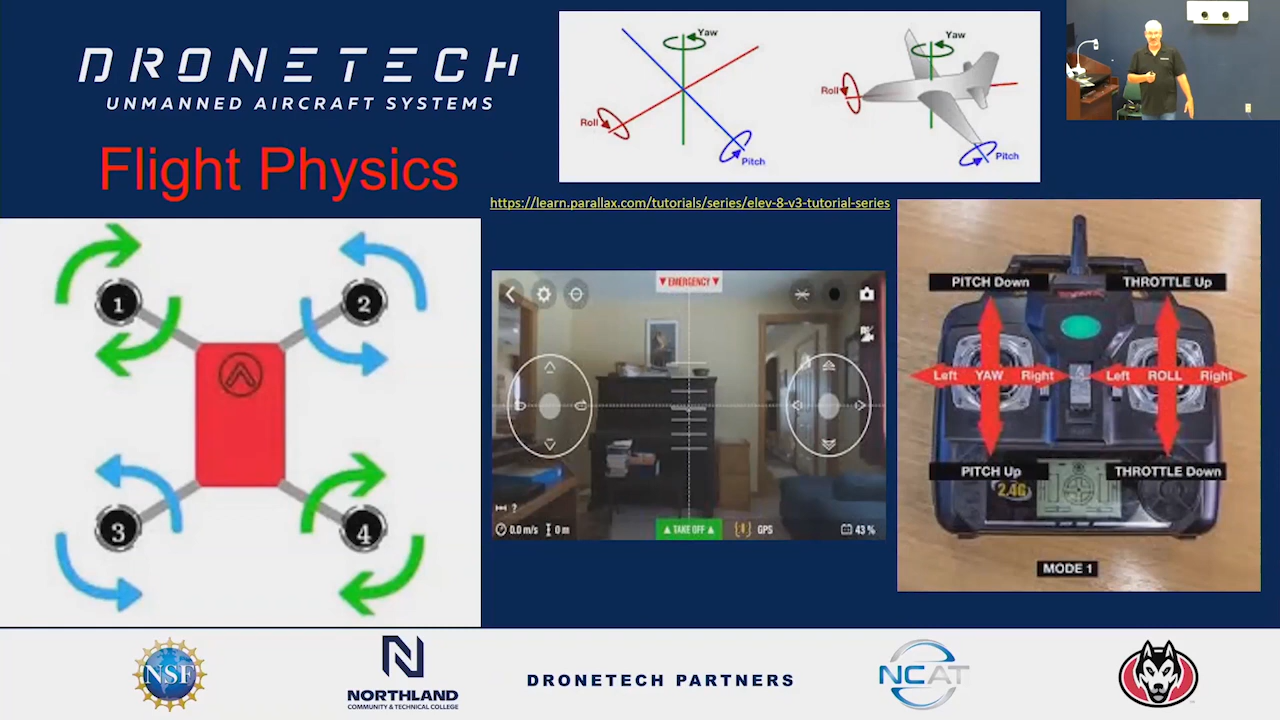 DRONETECH
UNMANNED AIRCRAFT SYSTEMS
Flight Physics
Yaw
Roll
Pitch
Yaw
Roll
Pitch
https://learn.parallax.com/tutorials/series/elev-8-v3-tutorial-series
1
2
3
4
▼ EMERGENCY ▼
?
0.0 m/s
0 m
▲ TAKE OFF ▲
GPS
43 %
PITCH Down
THROTTLE Up
Left YAW Right
Left ROLL Right
PITCH Up
THROTTLE Down
2.4G
MODE 1
NSF
N
NORTHLAND
COMMUNITY & TECHNICAL COLLEGE
DRONETECH PARTNERS
NCAT